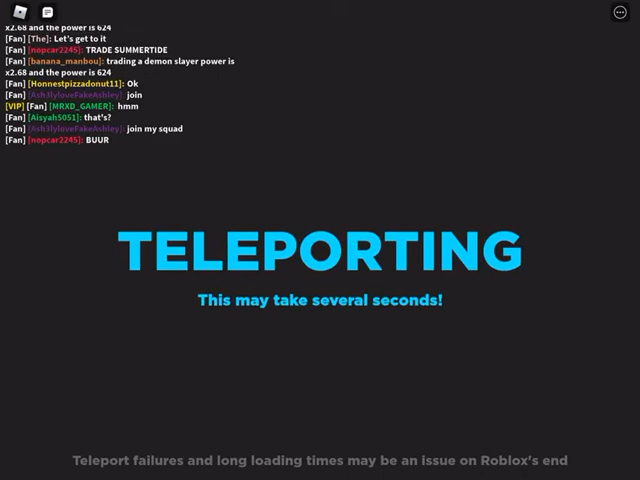 x2.68 and the power is 624
[Fan] [The]: Let's get to it
[Fan] [nopcar2245]: TRADE SUMMERTIDE
[Fan] [banana_manbou]: trading a demon slayer power is
x2.68 and the power is 624
[Fan] [Honnestpizzadonut11]: Ok
[Fan] [Ash3lyloveFakeAshley]: join
[VIP] [Fan] [MRXD_GAMER]: hmm
[Fan] [Aisyah5051]: that's?
[Fan] [Ash3lyloveFakeAshley]: join my squad
[Fan] [nopcar2245]: BUUR
TELEPORTING
This may take several seconds!
Teleport failures and long loading times may be an issue on Roblox's end